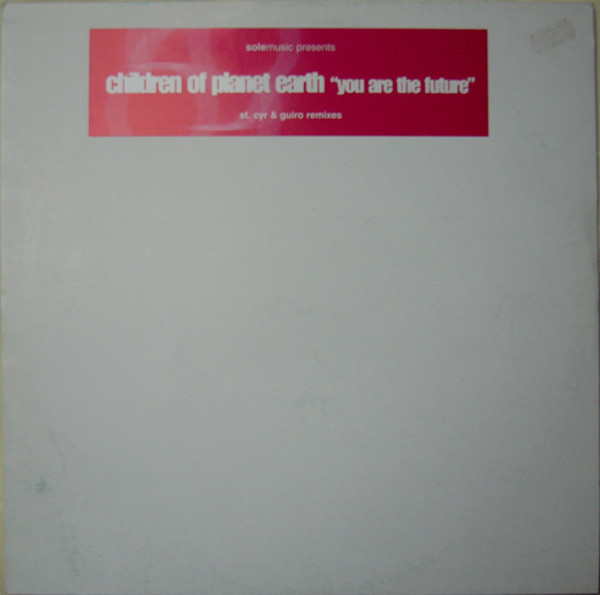 solemusic presents
children of planet earth "you are the future"
st. cyr & guiro remixes